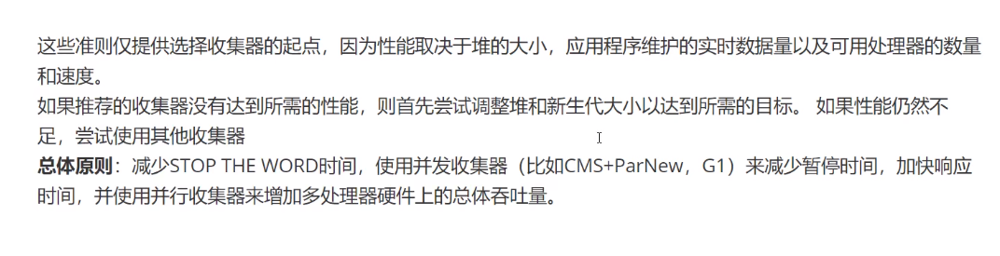 这些准则仅提供选择收集器的起点，因为性能取决于堆的大小，应用程序维护的实时数据量以及可用处理器的数量
和速度。
如果推荐的收集器没有达到所需的性能，则首先尝试调整堆和新生代大小以达到所需的目标。 如果性能仍然不
足，尝试使用其他收集器
总体原则：减少STOP THE WORD时间，使用并发收集器（比如CMS+ParNew，G1）来减少暂停时间，加快响应
时间，并使用并行收集器来增加多处理器硬件上的总体吞吐量。